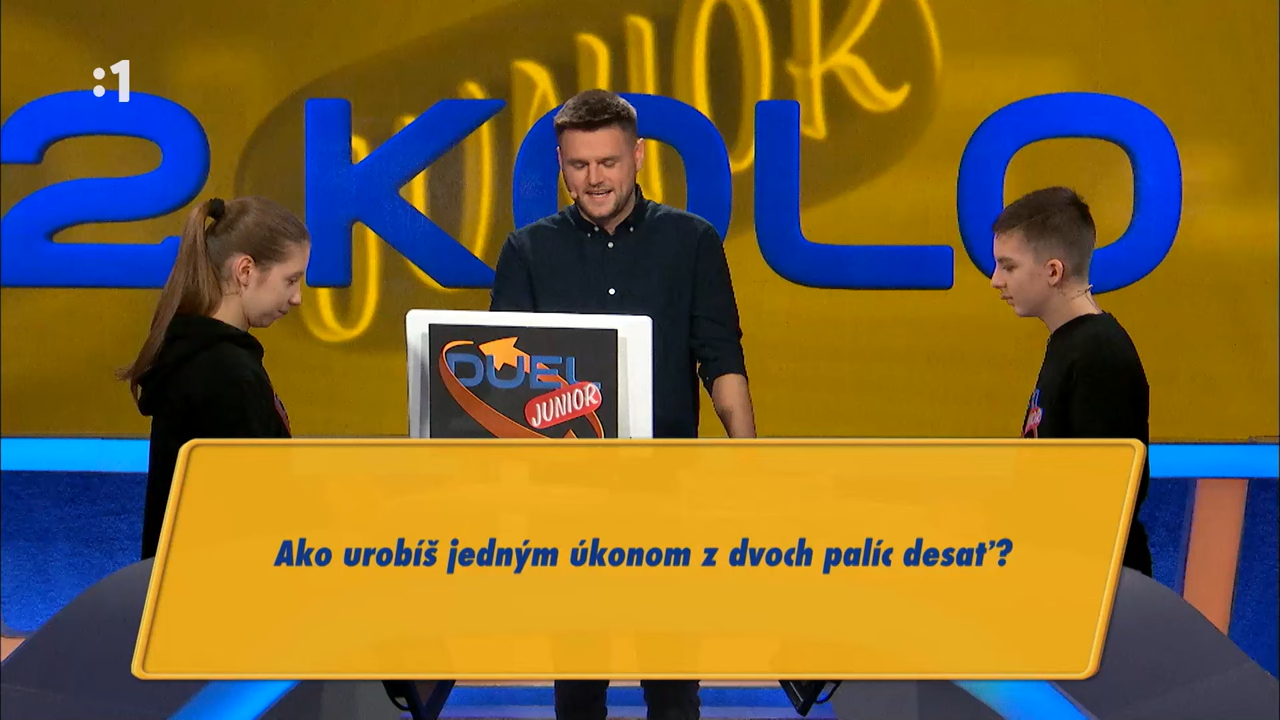 :1
JUNIOR
2 KOLO
DUEL
JUNIOR
Ako urobíš jedným úkonom z dvoch palíc desať?